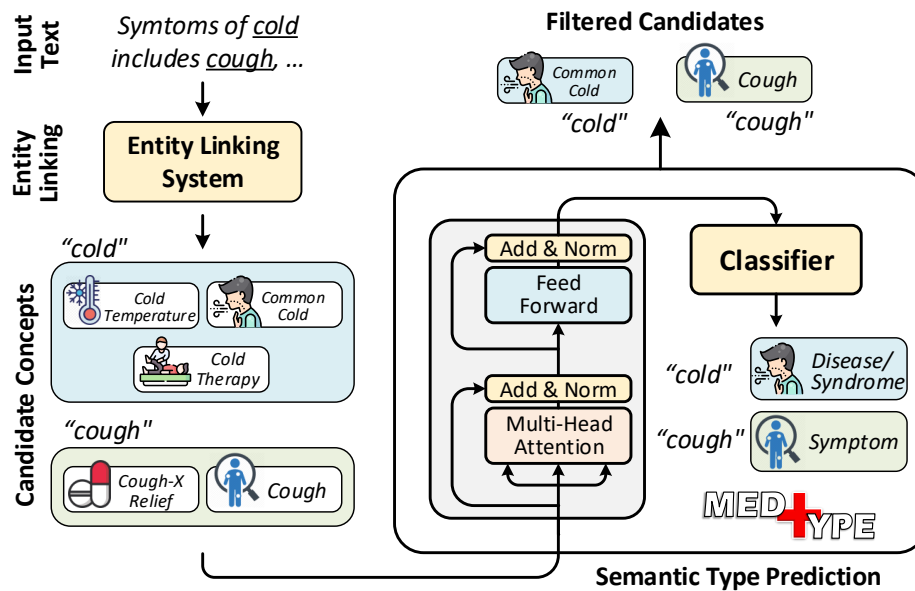 Input
Text
Symtoms of cold
includes cough, ...
Entity
Linking
Entity Linking
System
Candidate Concepts
“cold"
Cold
Temperature
Common
Cold
Cold
Therapy
“cough"
Cough-X
Relief
Cough
Filtered Candidates
Common
Cold
“cold"
Cough
“cough"
Add & Norm
Feed
Forward
Add & Norm
Multi-Head
Attention
Classifier
“cold"
Disease/
Syndrome
“cough"
Symptom
MED
TYPE
Semantic Type Prediction